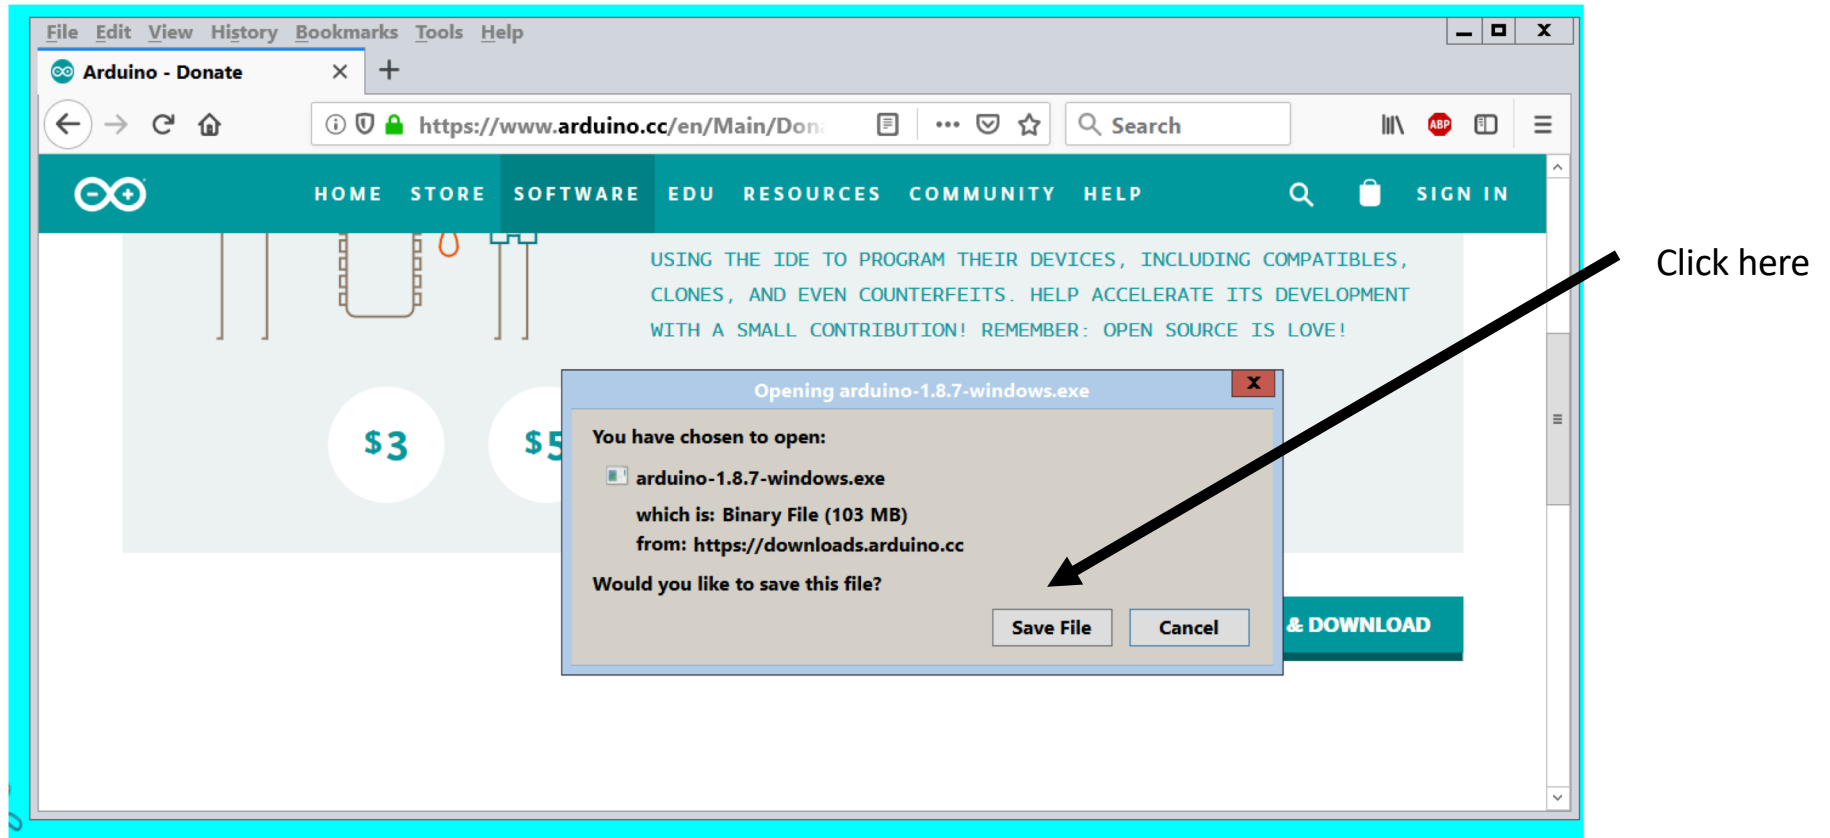 File Edit View History Bookmarks Tools Help
Arduino - Donate
https://www.arduino.cc/en/Main/Don
Search
ABP
HOME STORE SOFTWARE EDU RESOURCES COMMUNITY HELP SIGN IN
USING THE IDE TO PROGRAM THEIR DEVICES, INCLUDING COMPATIBLES,
CLONES, AND EVEN COUNTERFEITS. HELP ACCELERATE ITS DEVELOPMENT
WITH A SMALL CONTRIBUTION! REMEMBER: OPEN SOURCE IS LOVE!
Click here
$3 $5
Opening arduino-1.8.7-windows.exe
You have chosen to open:
arduino-1.8.7-windows.exe
which is: Binary File (103 MB)
from: https://downloads.arduino.cc
Would you like to save this file?
Save File Cancel
& DOWNLOAD